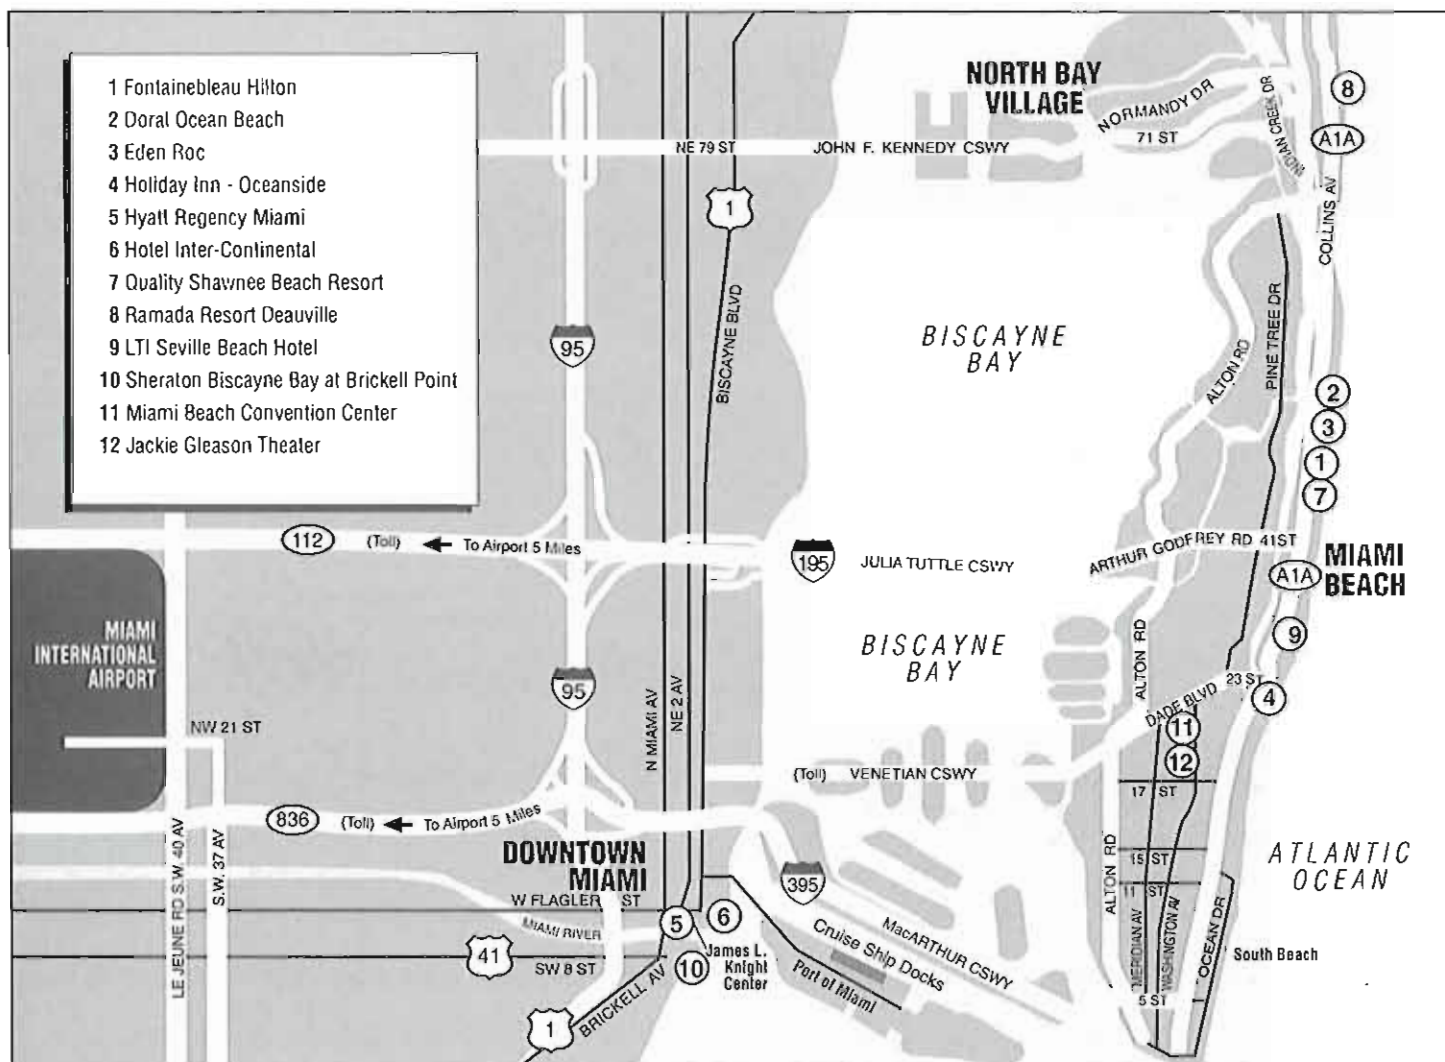 1 Fontainebleau Hilton
2 Doral Ocean Beach
3 Eden Roc
4 Holiday Inn - Oceanside
5 Hyatt Regency Miami
6 Hotel Inter-Continental
7 Quality Shawnee Beach Resort
8 Ramada Resort Deauville
9 LTI Seville Beach Hotel
10 Sheraton Biscayne Bay at Brickell Point
11 Miami Beach Convention Center
12 Jackie Gleason Theater
NORTH BAY
VILLAGE
NORMANDY DR
71 ST
INDIAN CREEK DR
8
A1A
COLLINS AV
NE 79 ST
JOHN F. KENNEDY CSWY
1
BISCAYNE BLVD
95
BISCAYNE
BAY
ALTON RD
PINE TREE DR
2
3
1
7
112
(Toll)
To Airport 5 Miles
195
JULIA TUTTLE CSWY
ARTHUR GODFREY RD 41ST
MIAMI
BEACH
A1A
MIAMI
INTERNATIONAL
AIRPORT
NW 21 ST
95
N MIAMI AV
NE 2 AV
BISCAYNE
BAY
ALTON RD
DADE BLVD
23 ST
9
4
11
12
(Toll)
VENETIAN CSWY
17 ST
836
(Toll)
To Airport 5 Miles
LE JEUNE RD S.W. 40 AV
S.W. 37 AV
DOWNTOWN
MIAMI
W FLAGLER ST
MIAMI RIVER
41
SW 8 ST
1
BRICKELL AV
5
6
10
James L.
Knight
Center
395
MacARTHUR CSWY
Cruise Ship Docks
Port of Miami
ALTON RD
15 ST
11 ST
MERIDIAN AV
WASHINGTON AV
OCEAN DR
5 ST
South Beach
ATLANTIC
OCEAN